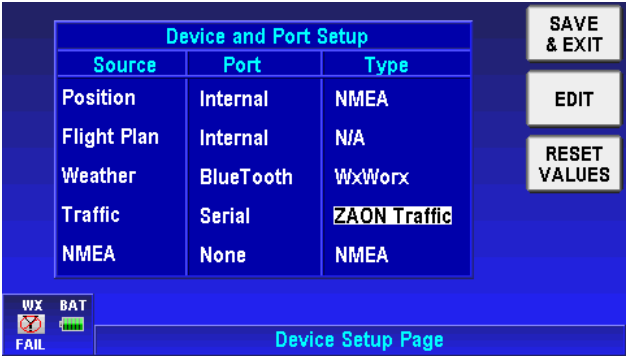 Device and Port Setup
Source Port Type
Position Internal NMEA
Flight Plan Internal N/A
Weather BlueTooth WxWorx
Traffic Serial ZAON Traffic
NMEA None NMEA
SAVE
& EXIT
EDIT
RESET
VALUES
WX BAT
FAIL
Device Setup Page